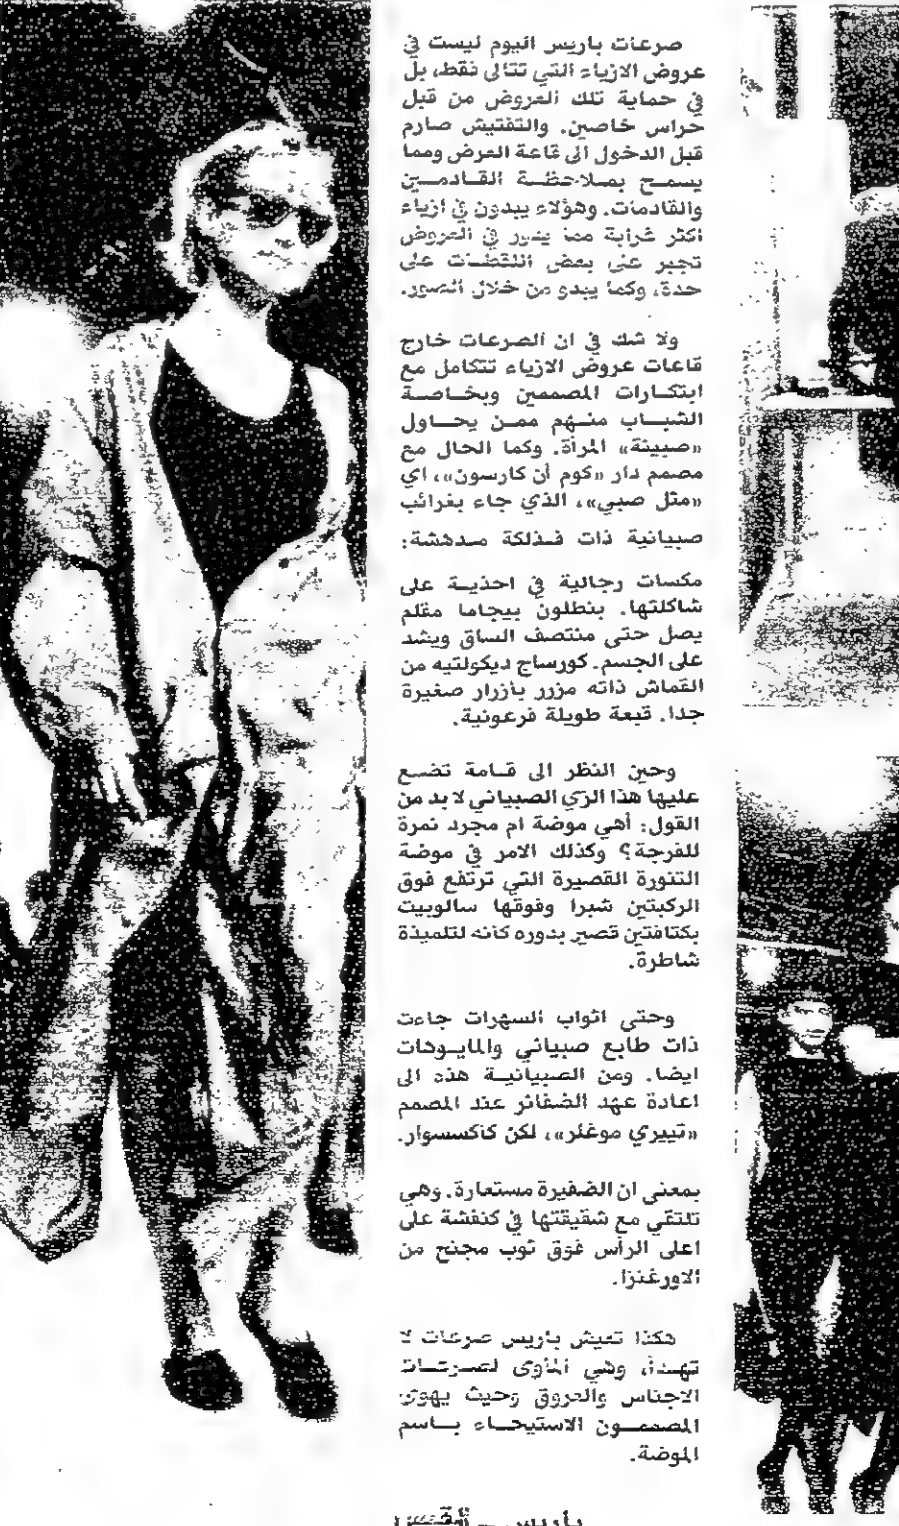 صرعات باريس اليوم ليست في
عروض الازياء التي تتالى فقط، بل
في حماية تلك العروض من قبل
حراس خاصين. والتفتيش صارم
قبل الدخول الى قاعة العرض ومما
يسمح بملاحظة القادمين
والقادمات. وهؤلاء يبدون في ازياء
اكثر غرابة مما يدور في العروض
تجبر على بعض اللقطات على
حدة، وكما يبدو من خلال الصور.
ولا شك في ان الصرعات خارج
قاعات عروض الازياء تتكامل مع
ابتكارات المصممين وبخاصة
الشباب منهم ممن يحاول
«صبينة» المرأة. وكما الحال مع
مصمم دار «كوم أن كارسون»، اي
«مثل صبي»، الذي جاء بغرائب
صبيانية ذات فذلكة مدهشة:
مكسات رجالية في احذية على
شاكلتها. بنطلون بيجاما مقلم
يصل حتى منتصف الساق ويشد
على الجسم. كورساج ديكولتيه من
القماش ذاته مزرر بأزرار صغيرة
جدا. قبعة طويلة فرعونية.
وحين النظر الى قامة تضع
عليها هذا الزي الصبياني لا بد من
القول: أهي موضة ام مجرد نمرة
للفرجة؟ وكذلك الامر في موضة
التنورة القصيرة التي ترتفع فوق
الركبتين شبرا وفوقها سالوبيت
بكتافتين قصير بدوره كانه لتلميذة
شاطرة.
وحتى اثواب السهرات جاءت
ذات طابع صبياني والمايوهات
ايضا. ومن الصبيانية هذه الى
اعادة عهد الضفائر عند المصمم
«تييري موغلر»، لكن كاكسسوار.
بمعنى ان الضفيرة مستعارة. وهي
تلتقي مع شقيقتها في كنفشة على
اعلى الرأس فوق ثوب مجنح من
الاورغنزا.
هكذا تعيش باريس صرعات لا
تهدأ، وهي المأوى لصرعات
الاجناس والعروق وحيث يهوى
المصممون الاستيحاء باسم
الموضة.
باريس –